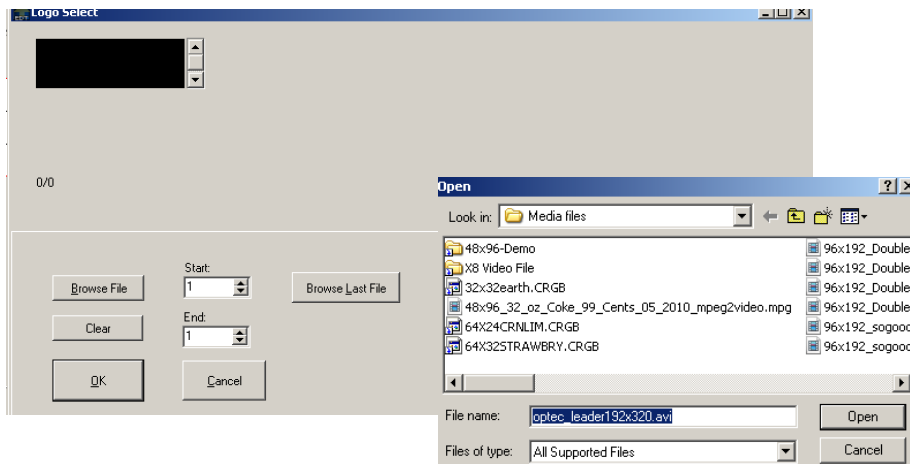 EDT Logo Select
0/0
Browse File
Start:
1
Browse Last File
Clear
End:
1
OK
Cancel
Open
Look in: Media files
48x96-Demo
X8 Video File
32x32earth.CRGB
48x96_32_oz_Coke_99_Cents_05_2010_mpeg2video.mpg
64X24CRNLIM.CRGB
64X32STRAWBRY.CRGB
96x192_Double
96x192_Double
96x192_Double
96x192_Double
96x192_sogood
96x192_sogood
File name: optec_leader192x320.avi
Open
Files of type: All Supported Files
Cancel